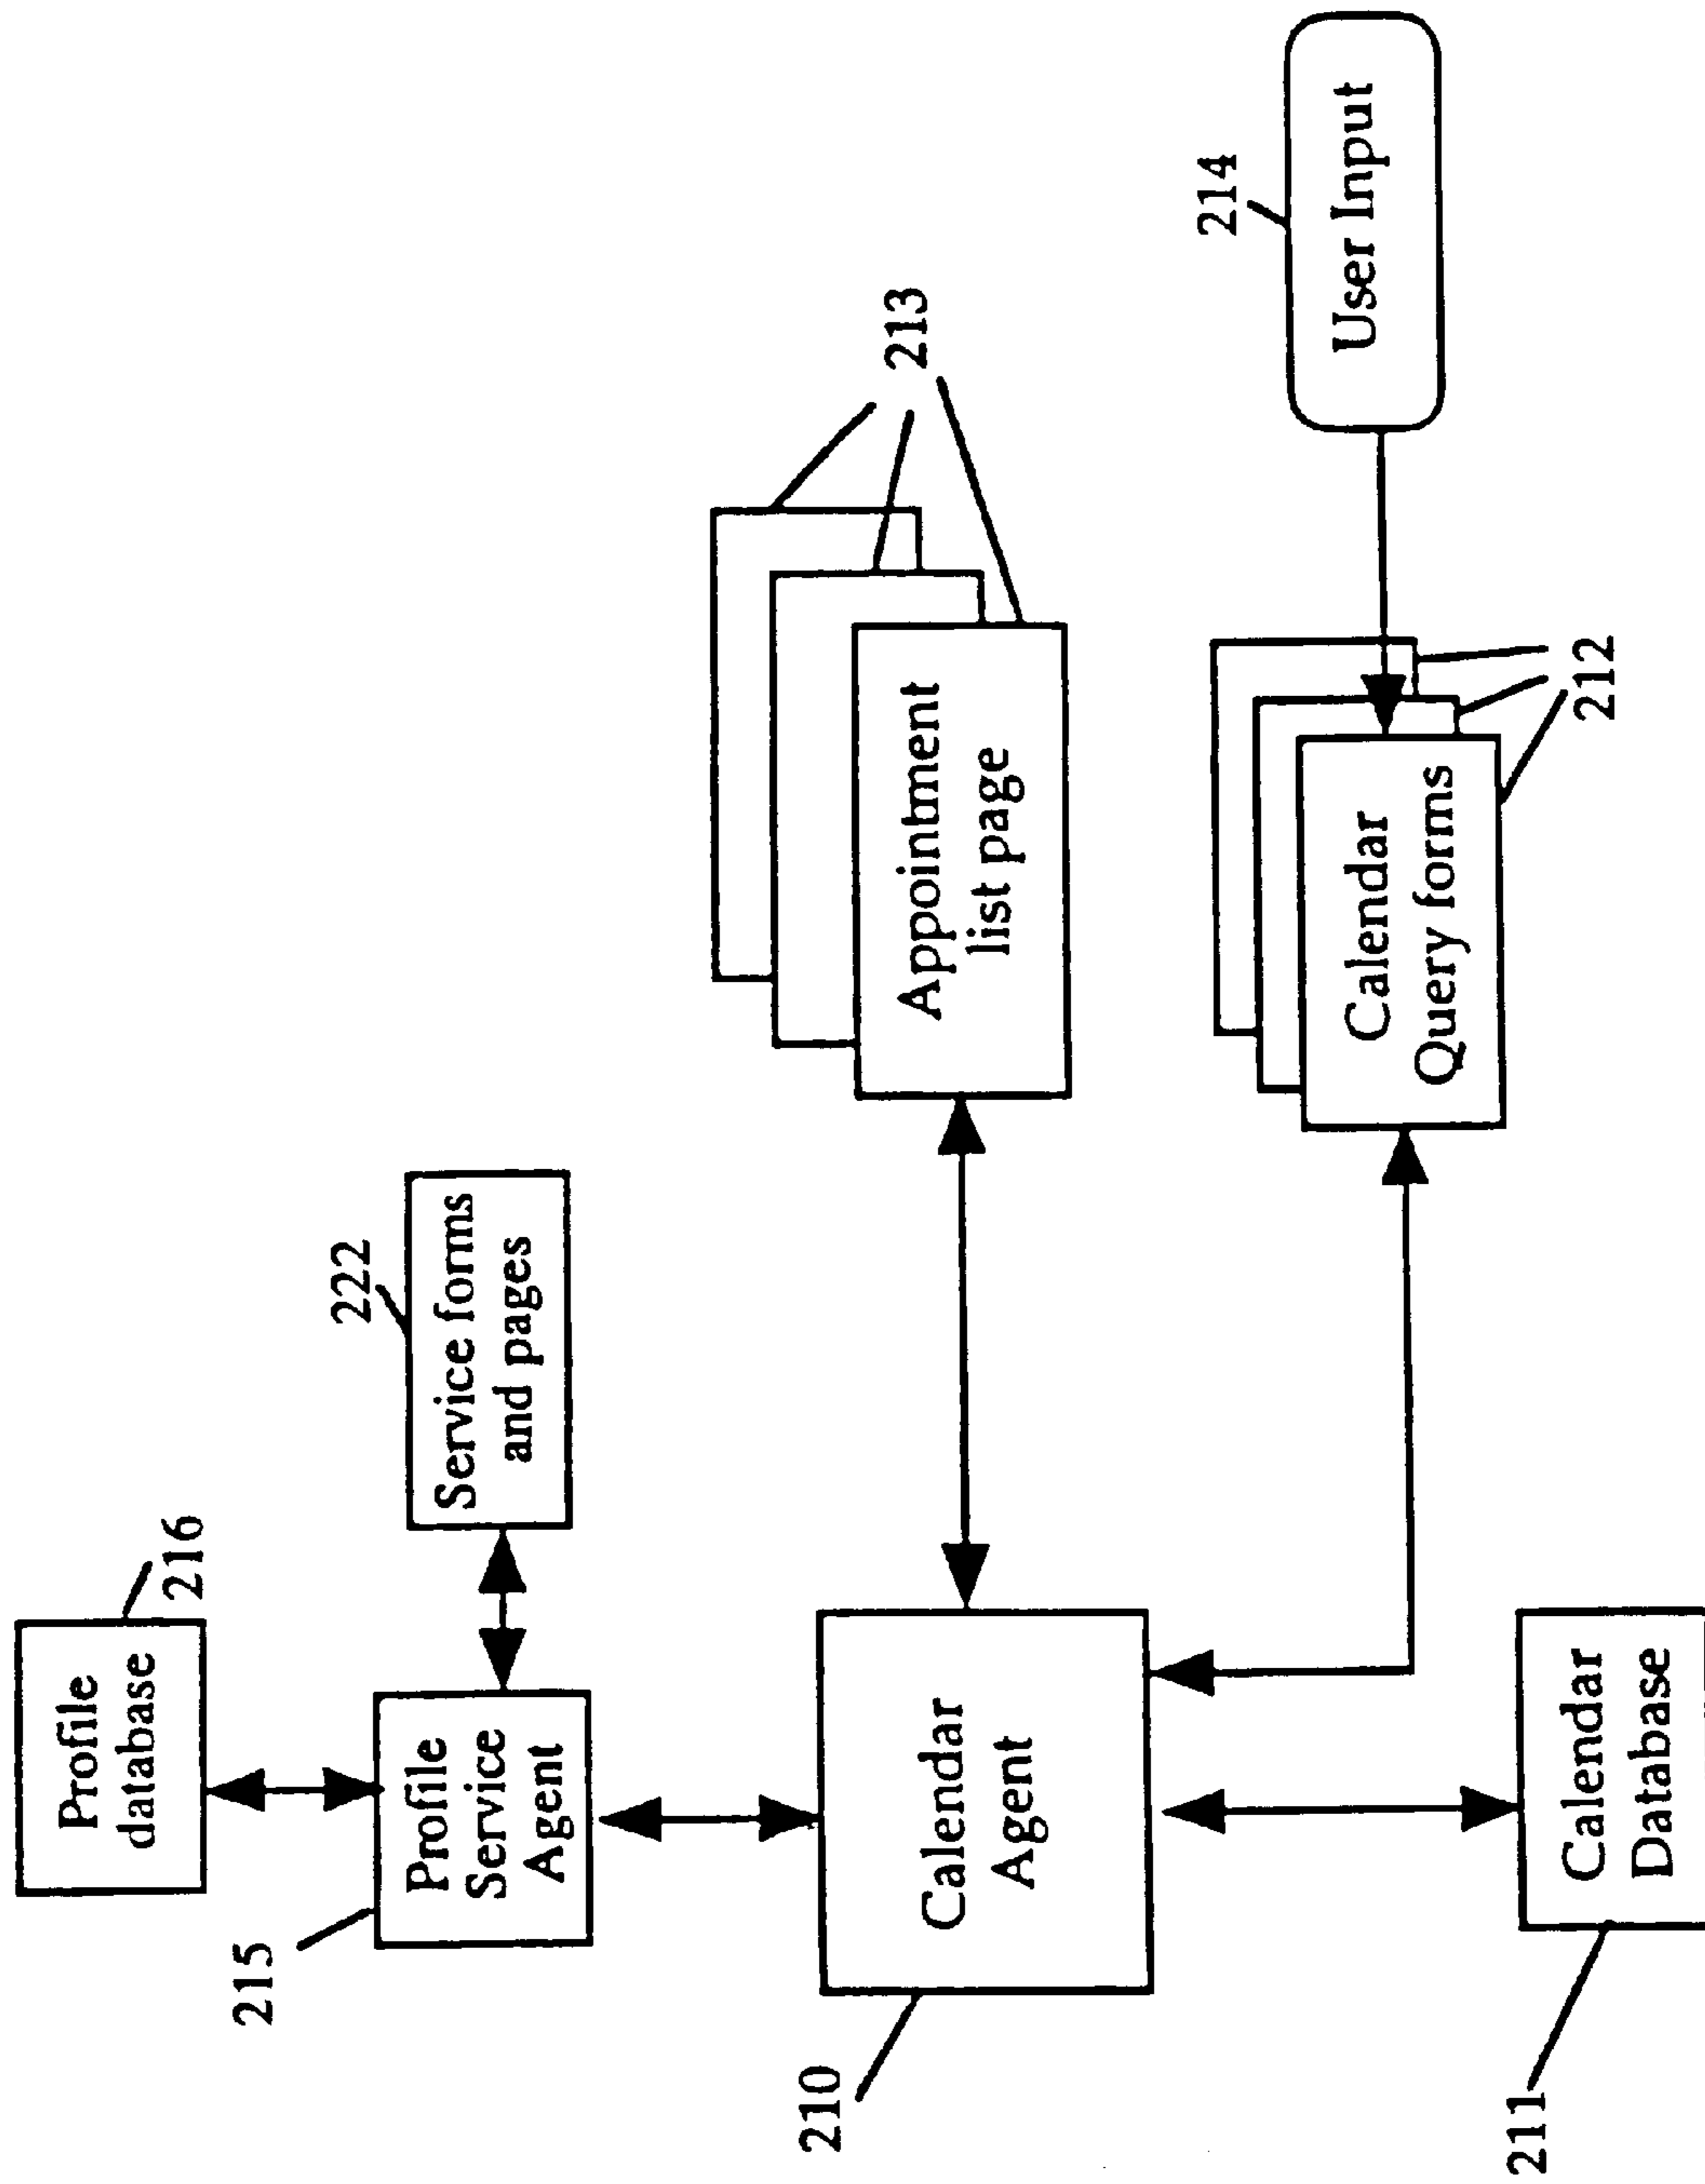 Profile
database
216
215
Profile
Service
Agent
222
Service forms
and pages
210
Calendar
Agent
213
Appointment
list page
214
User Input
212
Calendar
Query forms
211
Calendar
Database